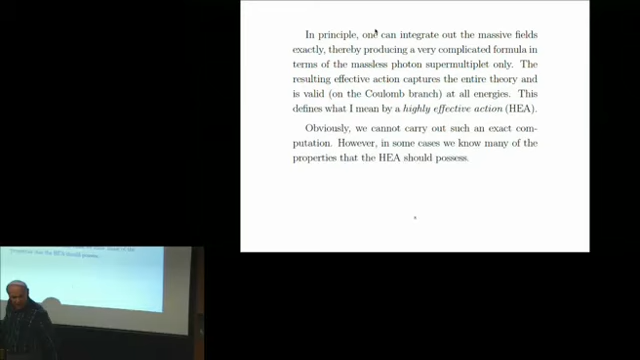 In principle, one can integrate out the massive fields
exactly, thereby producing a very complicated formula in
terms of the massless photon supermultiplet only. The
resulting effective action captures the entire theory and
is valid (on the Coulomb branch) at all energies. This
defines what I mean by a highly effective action (HEA).
Obviously, we cannot carry out such an exact com-
putation. However, in some cases we know many of the
properties that the HEA should possess.